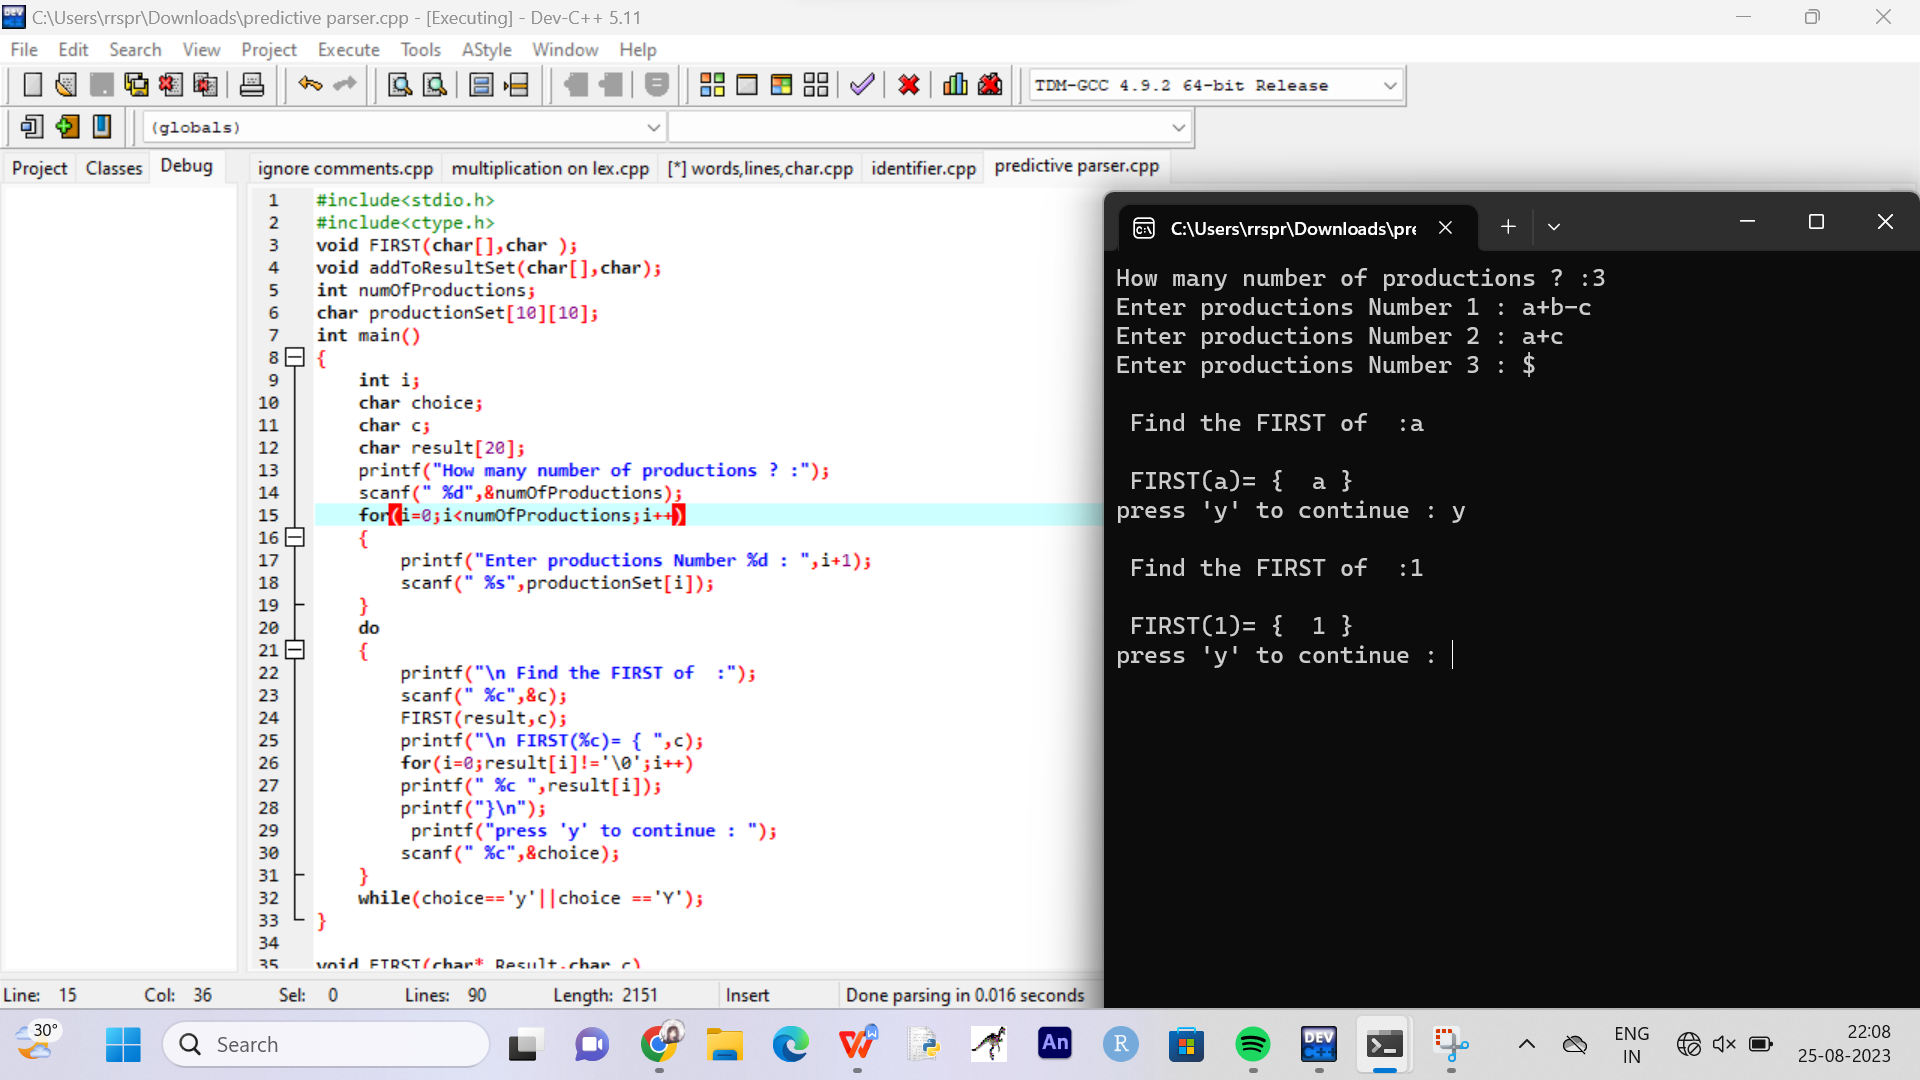 C:\Users\rrspr\Downloads\predictive parser.cpp - [Executing] - Dev-C++ 5.11
File Edit Search View Project Execute Tools AStyle Window Help
TDM-GCC 4.9.2 64-bit Release
(globals)
Project Classes Debug
ignore comments.cpp multiplication on lex.cpp [*] words,lines,char.cpp identifier.cpp predictive parser.cpp
1 #include<stdio.h>
2 #include<ctype.h>
3 void FIRST(char[],char );
4 void addToResultSet(char[],char);
5 int numOfProductions;
6 char productionSet[10][10];
7 int main()
8 {
9 int i;
10 char choice;
11 char c;
12 char result[20];
13 printf("How many number of productions ? :");
14 scanf(" %d",&numOfProductions);
15 for(i=0;i<numOfProductions;i++)
16 {
17 printf("Enter productions Number %d : ",i+1);
18 scanf(" %s",productionSet[i]);
19 }
20 do
21 {
22 printf("\n Find the FIRST of  :");
23 scanf(" %c",&c);
24 FIRST(result,c);
25 printf("\n FIRST(%c)= { ",c);
26 for(i=0;result[i]!='\0';i++)
27 printf(" %c ",result[i]);
28 printf("}\n");
29 printf("press 'y' to continue : ");
30 scanf(" %c",&choice);
31 }
32 while(choice=='y'||choice =='Y');
33 }
34
35 void FIRST(char* Result,char c)
C:\Users\rrspr\Downloads\pre
How many number of productions ? :3
Enter productions Number 1 : a+b-c
Enter productions Number 2 : a+c
Enter productions Number 3 : $
Find the FIRST of  :a
FIRST(a)= {  a }
press 'y' to continue : y
Find the FIRST of  :1
FIRST(1)= {  1 }
press 'y' to continue :
Line: 15 Col: 36 Sel: 0 Lines: 90 Length: 2151 Insert Done parsing in 0.016 seconds
30°
Search
An
R
DEV
C++
ENG
IN
22:08
25-08-2023